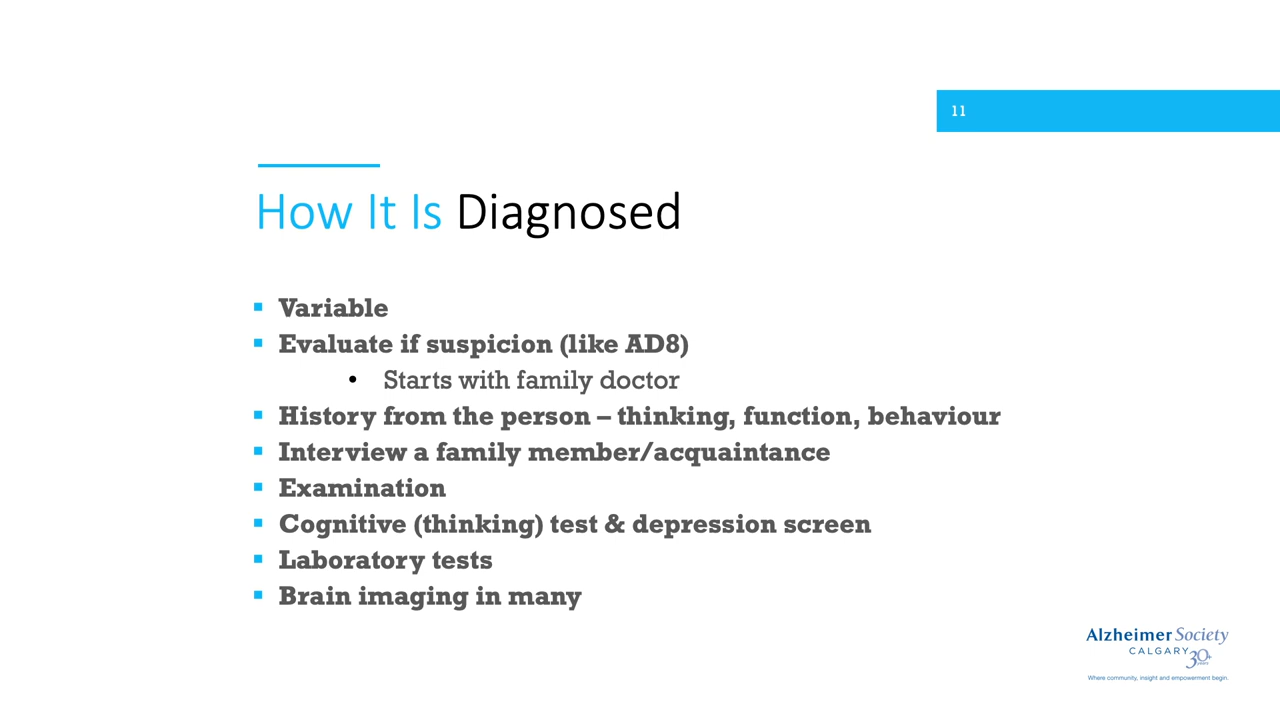 11
How It Is Diagnosed
Variable
Evaluate if suspicion (like AD8)
Starts with family doctor
History from the person – thinking, function, behaviour
Interview a family member/acquaintance
Examination
Cognitive (thinking) test & depression screen
Laboratory tests
Brain imaging in many
Alzheimer Society
CALGARY 30+ years
Where community, insight and empowerment begin.